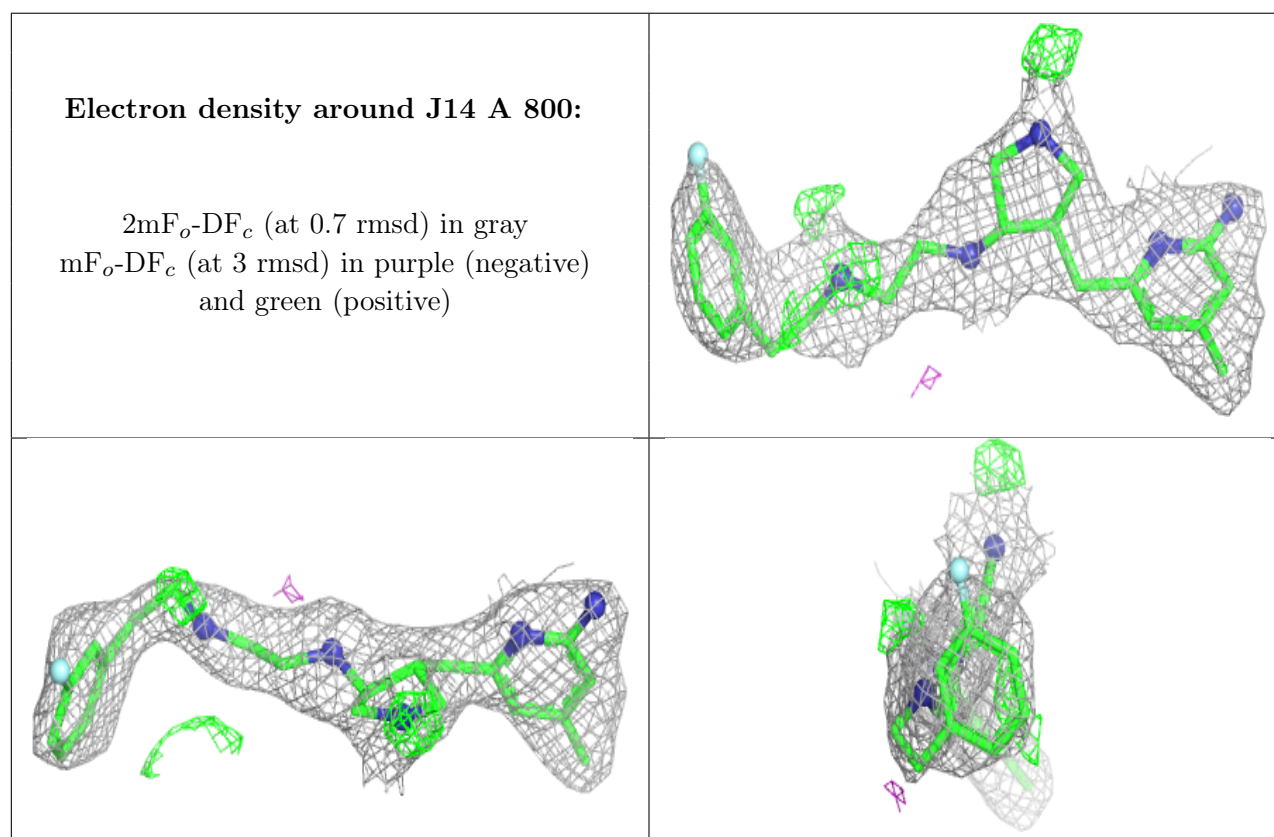 Electron density around J14 A 800:
2mFo-DFc (at 0.7 rmsd) in gray
mFo-DFc (at 3 rmsd) in purple (negative)
and green (positive)